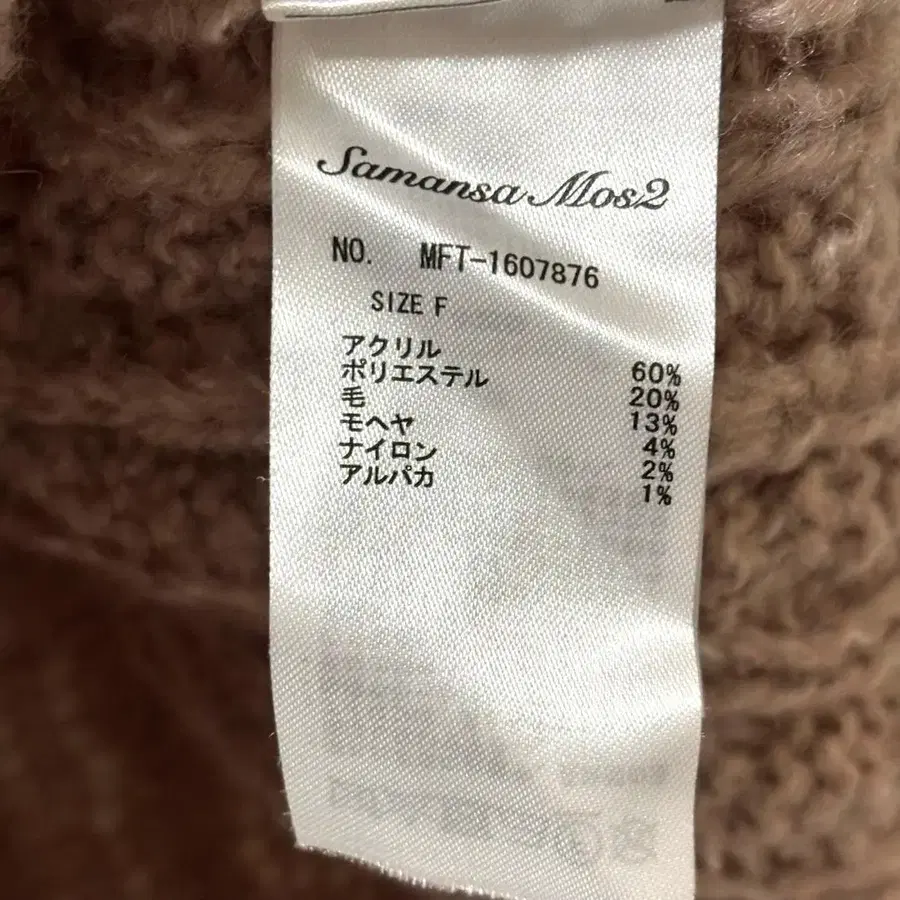 Samansa Mos2
NO. MFT-1607876
SIZE F
アクリル 60%
ポリエステル 20%
毛 13%
モヘヤ 4%
ナイロン 2%
アルパカ 1%